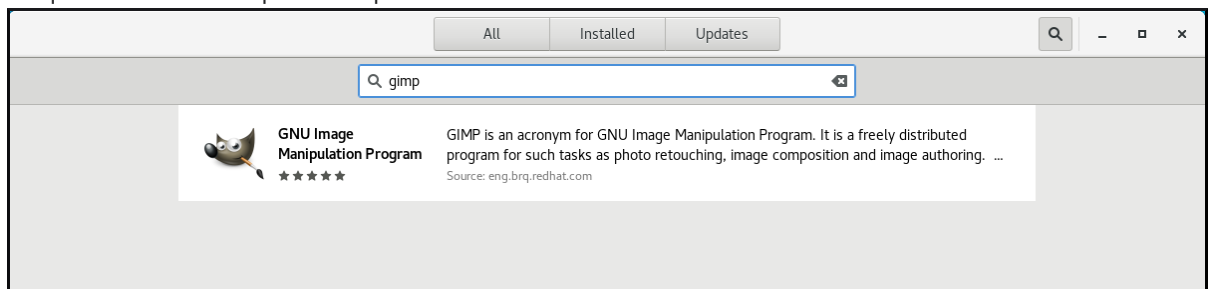 All Installed Updates
gimp
GNU Image
Manipulation Program
GIMP is an acronym for GNU Image Manipulation Program. It is a freely distributed
program for such tasks as photo retouching, image composition and image authoring. ...
Source: eng.brq.redhat.com